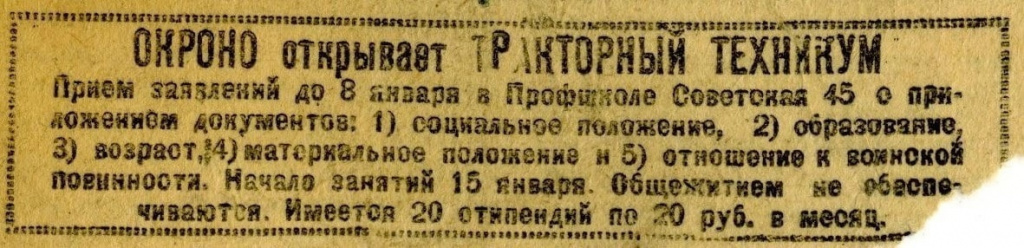 ОКРОНО открывает ТРАКТОРНЫЙ ТЕХНИКУМ
Прием заявлений до 8 января в Профшколе Советская 45 с при-
ложением документов: 1) социальное положение, 2) образование,
3) возраст, 4) материальное положение и 5) отношение к воинской
повинности. Начало занятий 15 января. Общежитием не обеспе-
чиваются. Имеется 20 стипендий по 20 руб. в месяц.